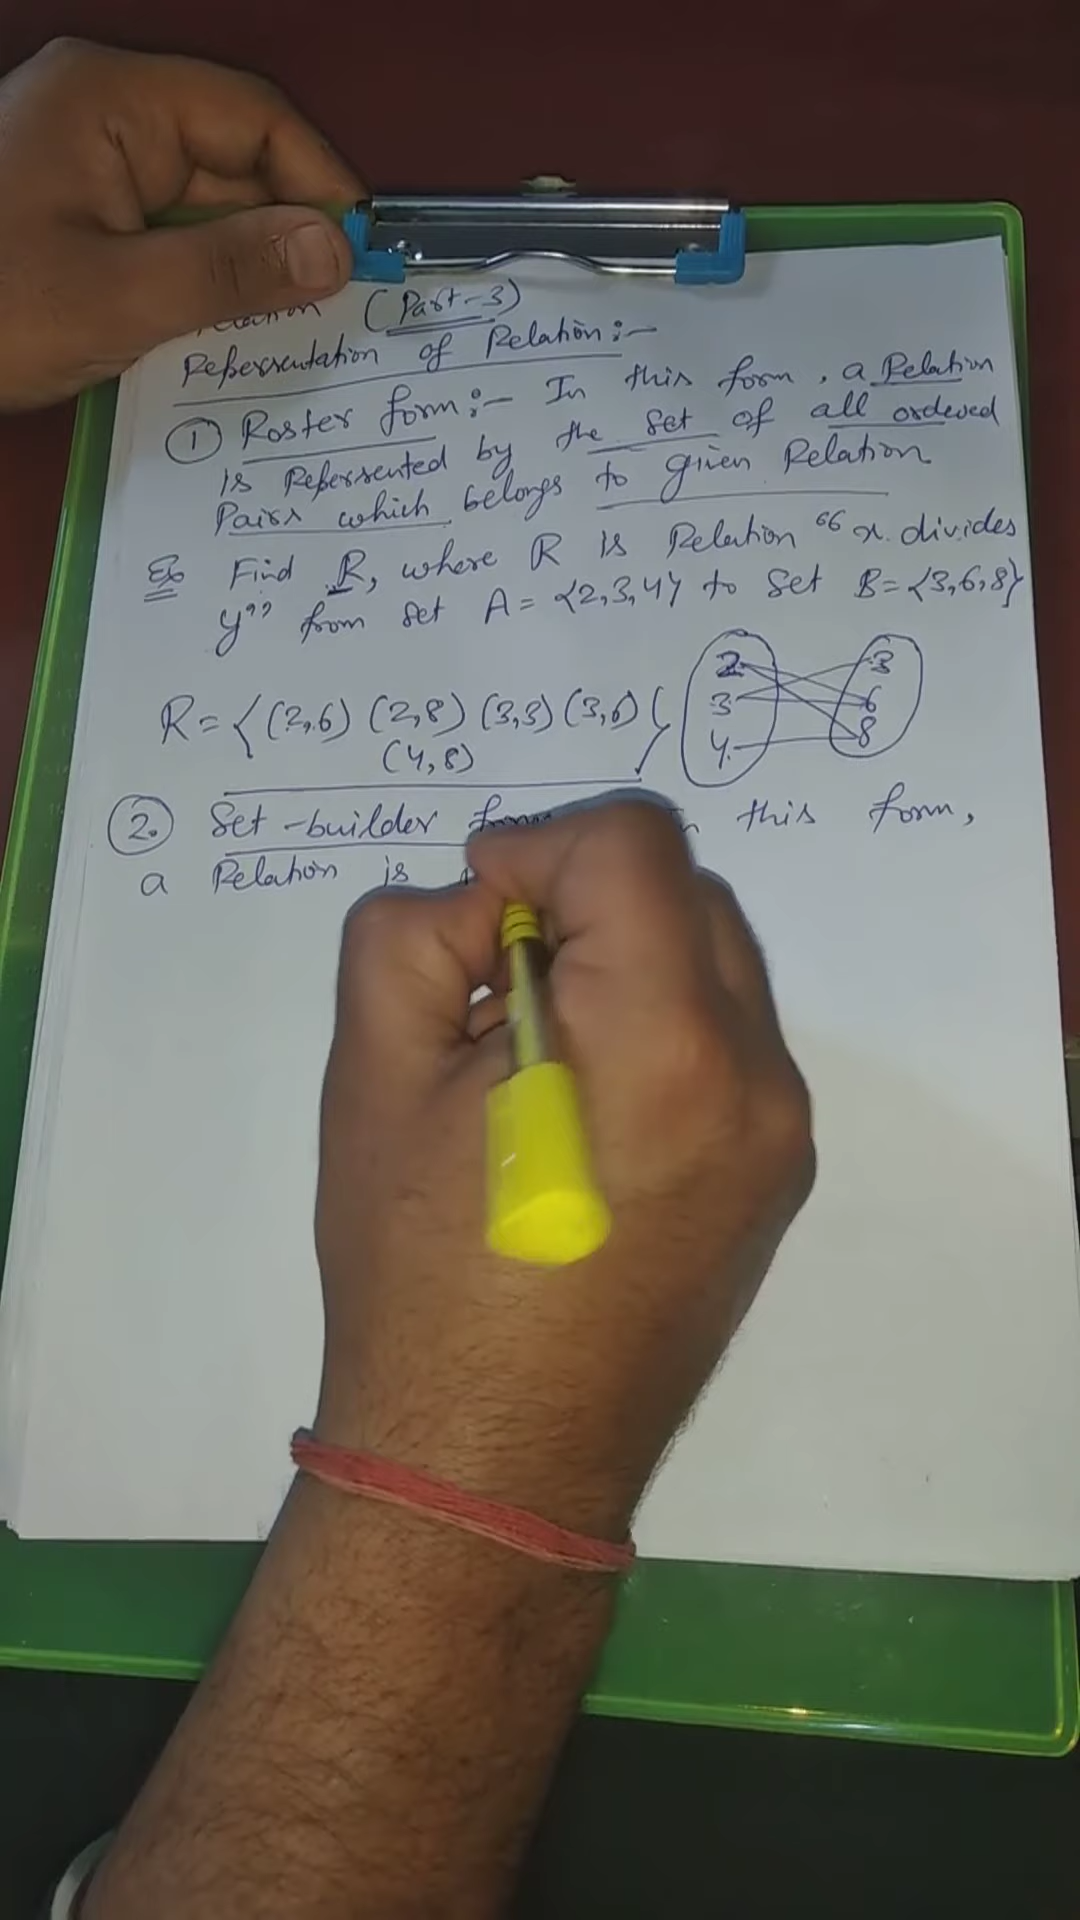 (Part-3)
Representation of Relation :-
① Roster form :- In this form, a Relation
is Represented by the set of all ordered
Pairs which belongs to given Relation
Ex Find R, where R is Relation “x divides
y” from set A = {2,3,4} to set B = {3,6,8}
R = { (2,6) (2,8) (3,3) (3,6)
(4,8) }
2 3
3 6
4 8
2. Set-builder this form,
a Relation is